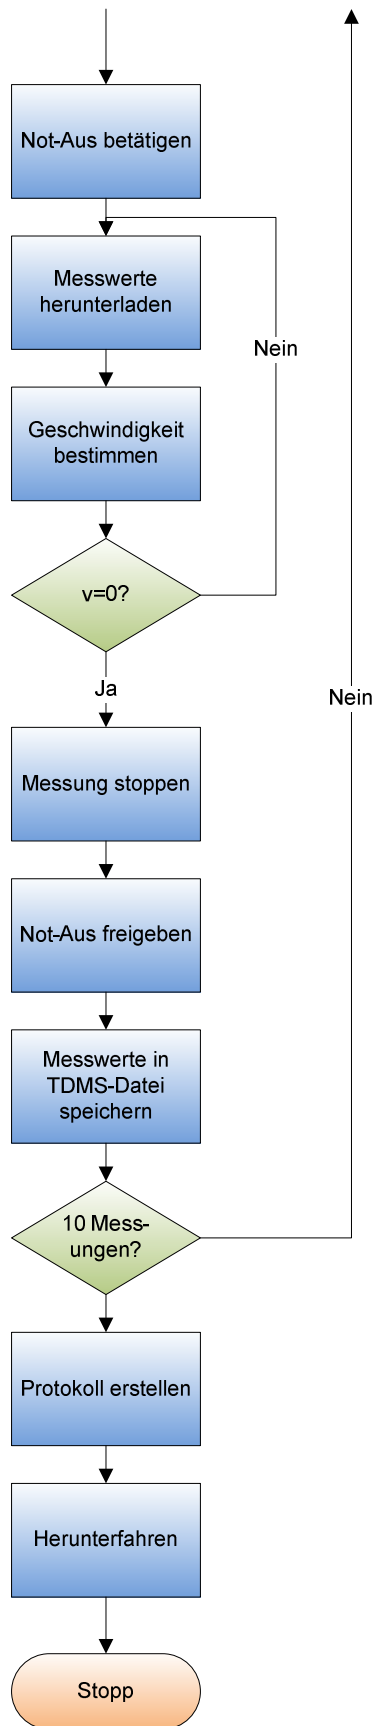 Not-Aus betätigen
Messwerte
herunterladen
Nein
Geschwindigkeit
bestimmen
v=0?
Ja
Nein
Messung stoppen
Not-Aus freigeben
Messwerte in
TDMS-Datei
speichern
10 Mess-
ungen?
Protokoll erstellen
Herunterfahren
Stopp